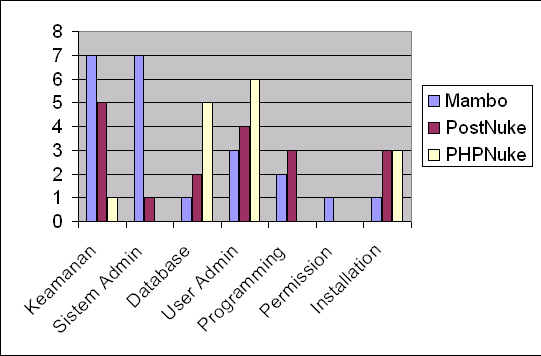 8
7
6
5
4
3
2
1
0
Keamanan
Sistem Admin
Database
User Admin
Programming
Permission
Installation
Mambo
PostNuke
PHPNuke